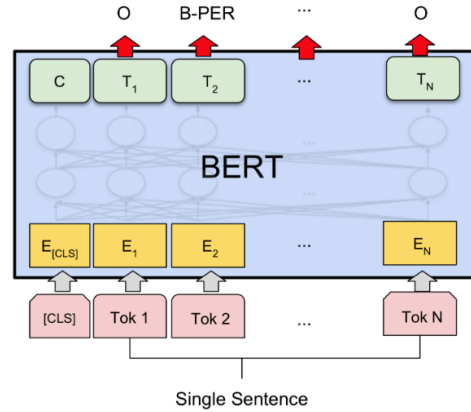 O B-PER ... O
C T1 T2 ... TN
...
BERT
...
E[CLS] E1 E2 ... EN
[CLS] Tok 1 Tok 2 ... Tok N
Single Sentence